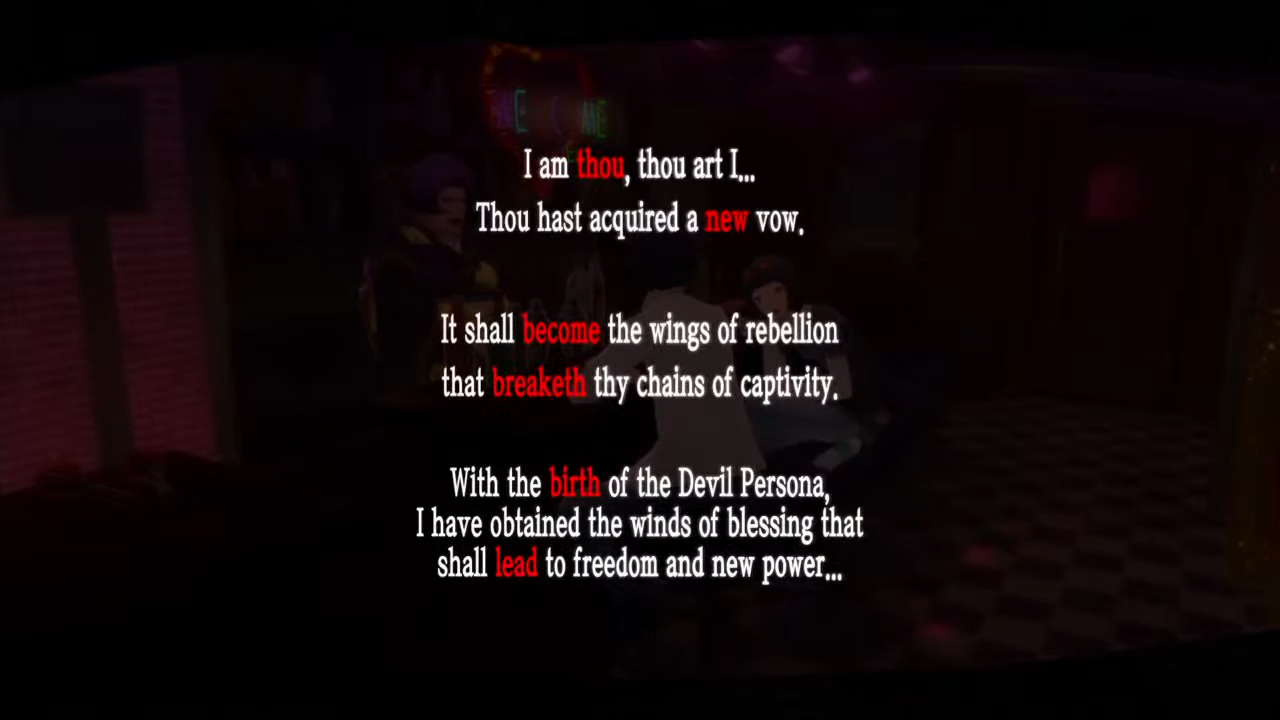 I am thou, thou art I...
Thou hast acquired a new vow.
It shall become the wings of rebellion
that breaketh thy chains of captivity.
With the birth of the Devil Persona,
I have obtained the winds of blessing that
shall lead to freedom and new power...